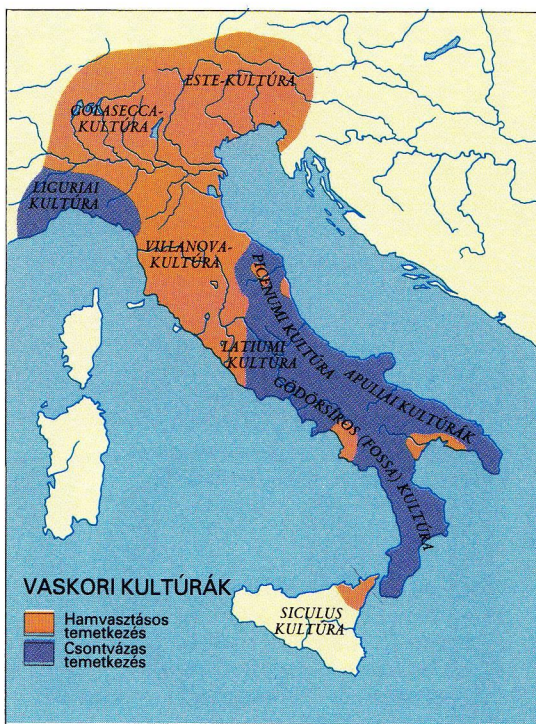 ESTE-KULTÚRA
GOLASECCA-
KULTÚRA
LIGURIAI
KULTÚRA
VILLANOVA-
KULTÚRA
PICENUMI KULTÚRA
LATIUMI
KULTÚRA
APULIAI KULTÚRÁK
GÖDÖRSÍROS (FOSSA) KULTÚRA
SICULUS
KULTÚRA
VASKORI KULTÚRÁK
Hamvasztásos
temetkezés
Csontvázas
temetkezés